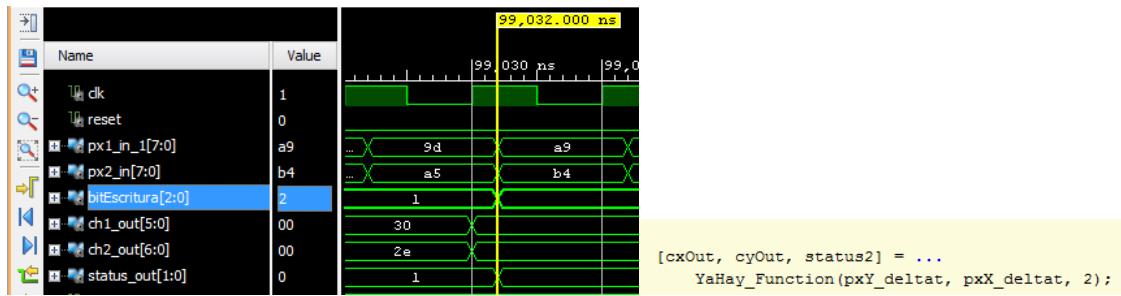 99,032.000 ns
Name Value
99,030 ns 99,0
clk 1
reset 0
px1_in_1[7:0] a9 ... 9d a9
px2_in[7:0] b4 ... a5 b4
bitEscritura[2:0] 2 1
ch1_out[5:0] 00 30
ch2_out[6:0] 00 2e
status_out[1:0] 0 1
[cxOut, cyOut, status2] = ...
YaHay_Function(pxY_deltat, pxX_deltat, 2);